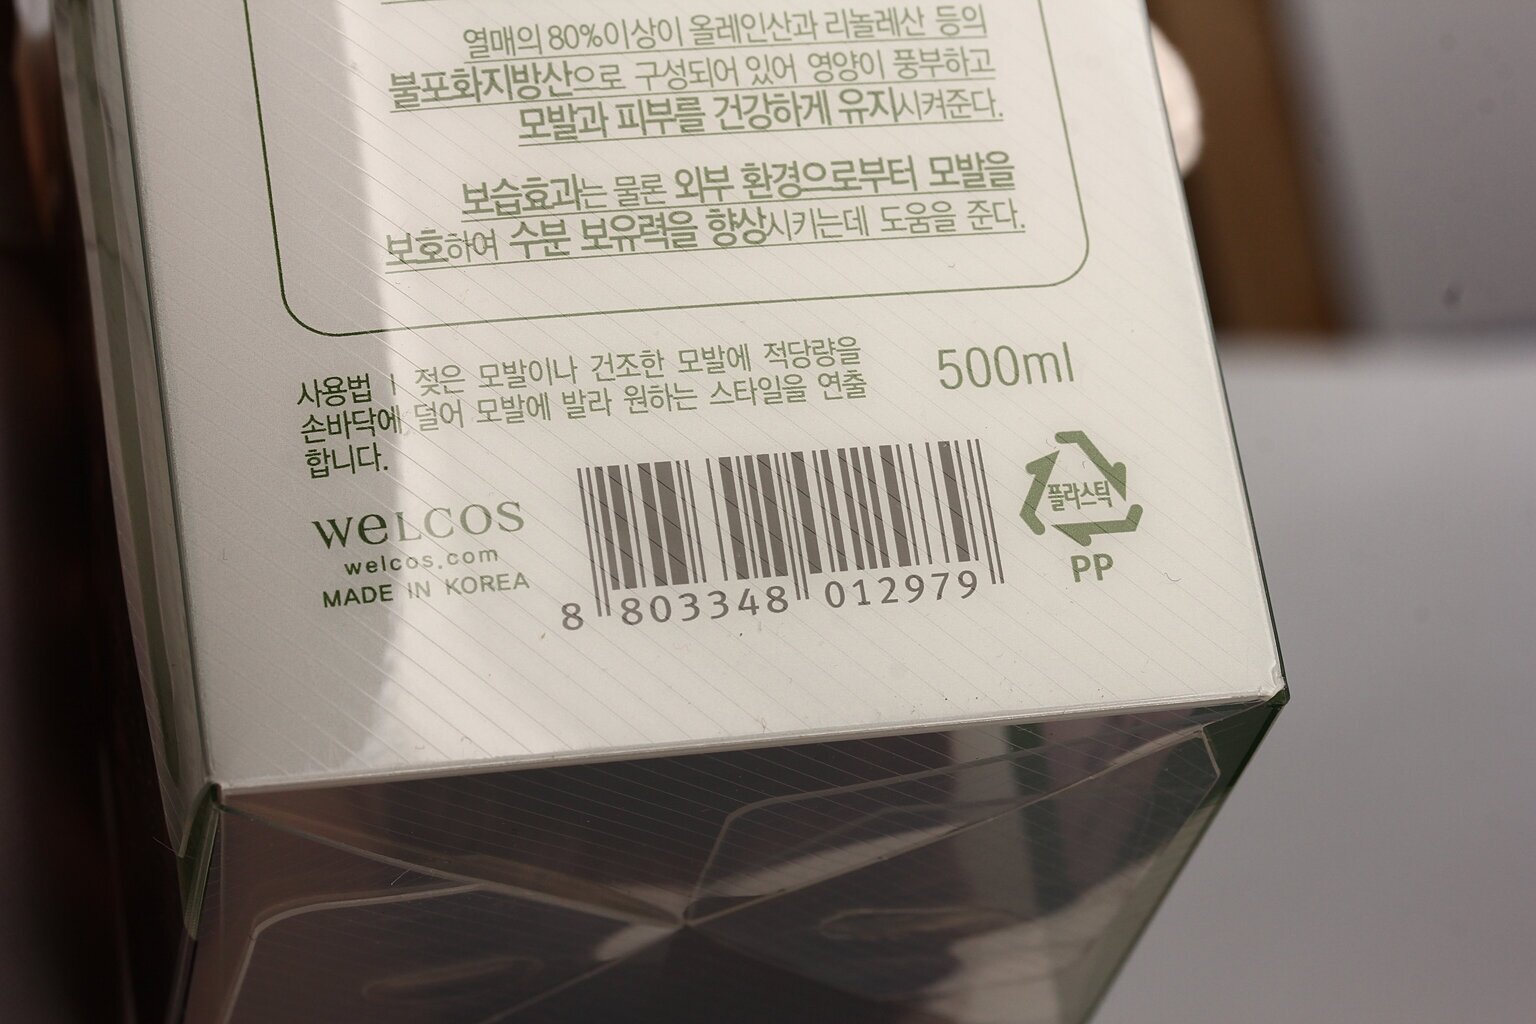 열매의 80%이상이 올레인산과 리놀레산 등의
불포화지방산으로 구성되어 있어 영양이 풍부하고
모발과 피부를 건강하게 유지시켜준다.
보습효과는 물론 외부 환경으로부터 모발을
보호하여 수분 보유력을 향상시키는데 도움을 준다.
사용법 | 젖은 모발이나 건조한 모발에 적당량을
손바닥에 덜어 모발에 발라 원하는 스타일을 연출
합니다.
500ml
WeLCOS
welcos.com
MADE IN KOREA
8 803348 012979
플라스틱
PP